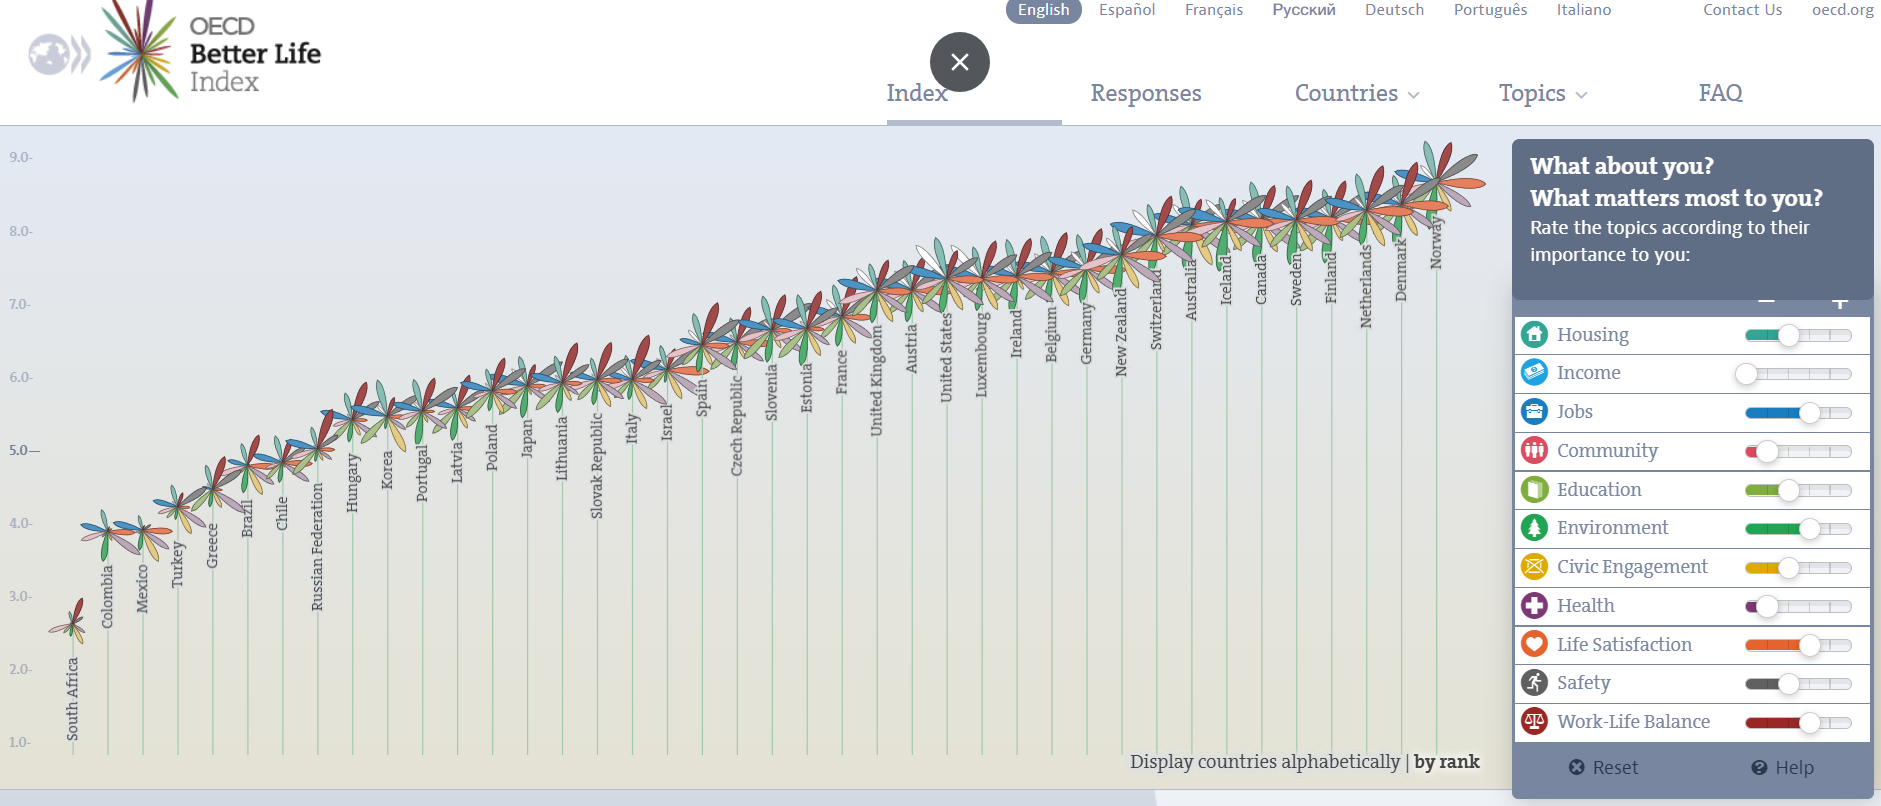 English Español Français Русский Deutsch Português Italiano Contact Us oecd.org
OECD
Better Life
Index
Index Responses Countries Topics FAQ
9.0-
8.0-
7.0-
6.0-
5.0-
4.0-
3.0-
2.0-
1.0-
South Africa
Colombia
Mexico
Turkey
Greece
Brazil
Chile
Russian Federation
Hungary
Korea
Portugal
Latvia
Poland
Japan
Lithuania
Slovak Republic
Italy
Israel
Spain
Czech Republic
Slovenia
Estonia
France
United Kingdom
Austria
United States
Luxembourg
Ireland
Belgium
Germany
New Zealand
Switzerland
Australia
Iceland
Canada
Sweden
Finland
Netherlands
Denmark
Norway
Display countries alphabetically | by rank
What about you?
What matters most to you?
Rate the topics according to their
importance to you:
Housing
Income
Jobs
Community
Education
Environment
Civic Engagement
Health
Life Satisfaction
Safety
Work-Life Balance
Reset Help